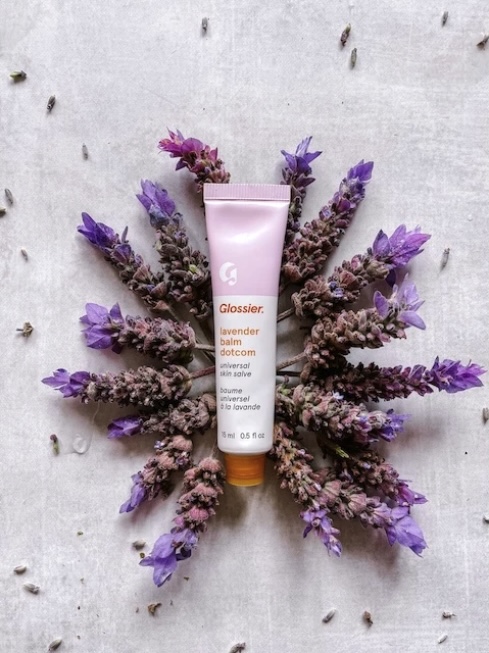 G
Glossier.
lavender
balm
dotcom
universal
skin salve
baume
universel
à la lavande
15 ml 0.5 fl oz